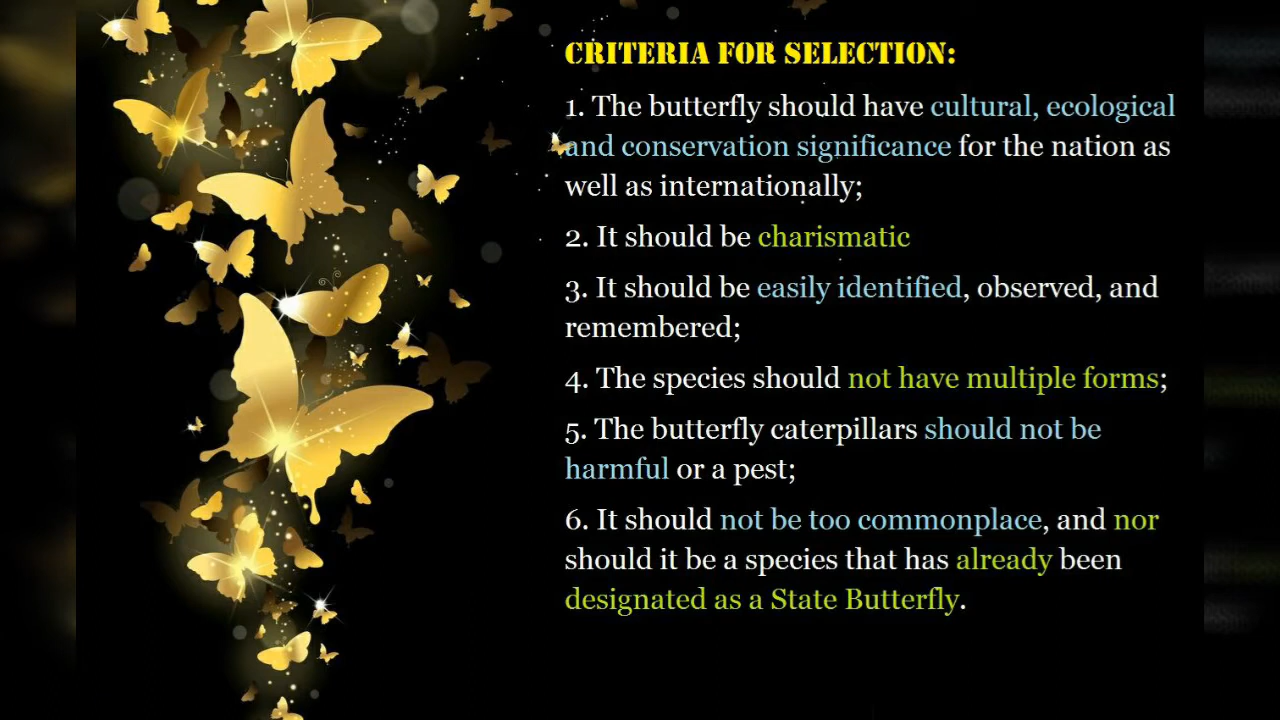 CRITERIA FOR SELECTION:
1. The butterfly should have cultural, ecological
and conservation significance for the nation as
well as internationally;
2. It should be charismatic
3. It should be easily identified, observed, and
remembered;
4. The species should not have multiple forms;
5. The butterfly caterpillars should not be
harmful or a pest;
6. It should not be too commonplace, and nor
should it be a species that has already been
designated as a State Butterfly.